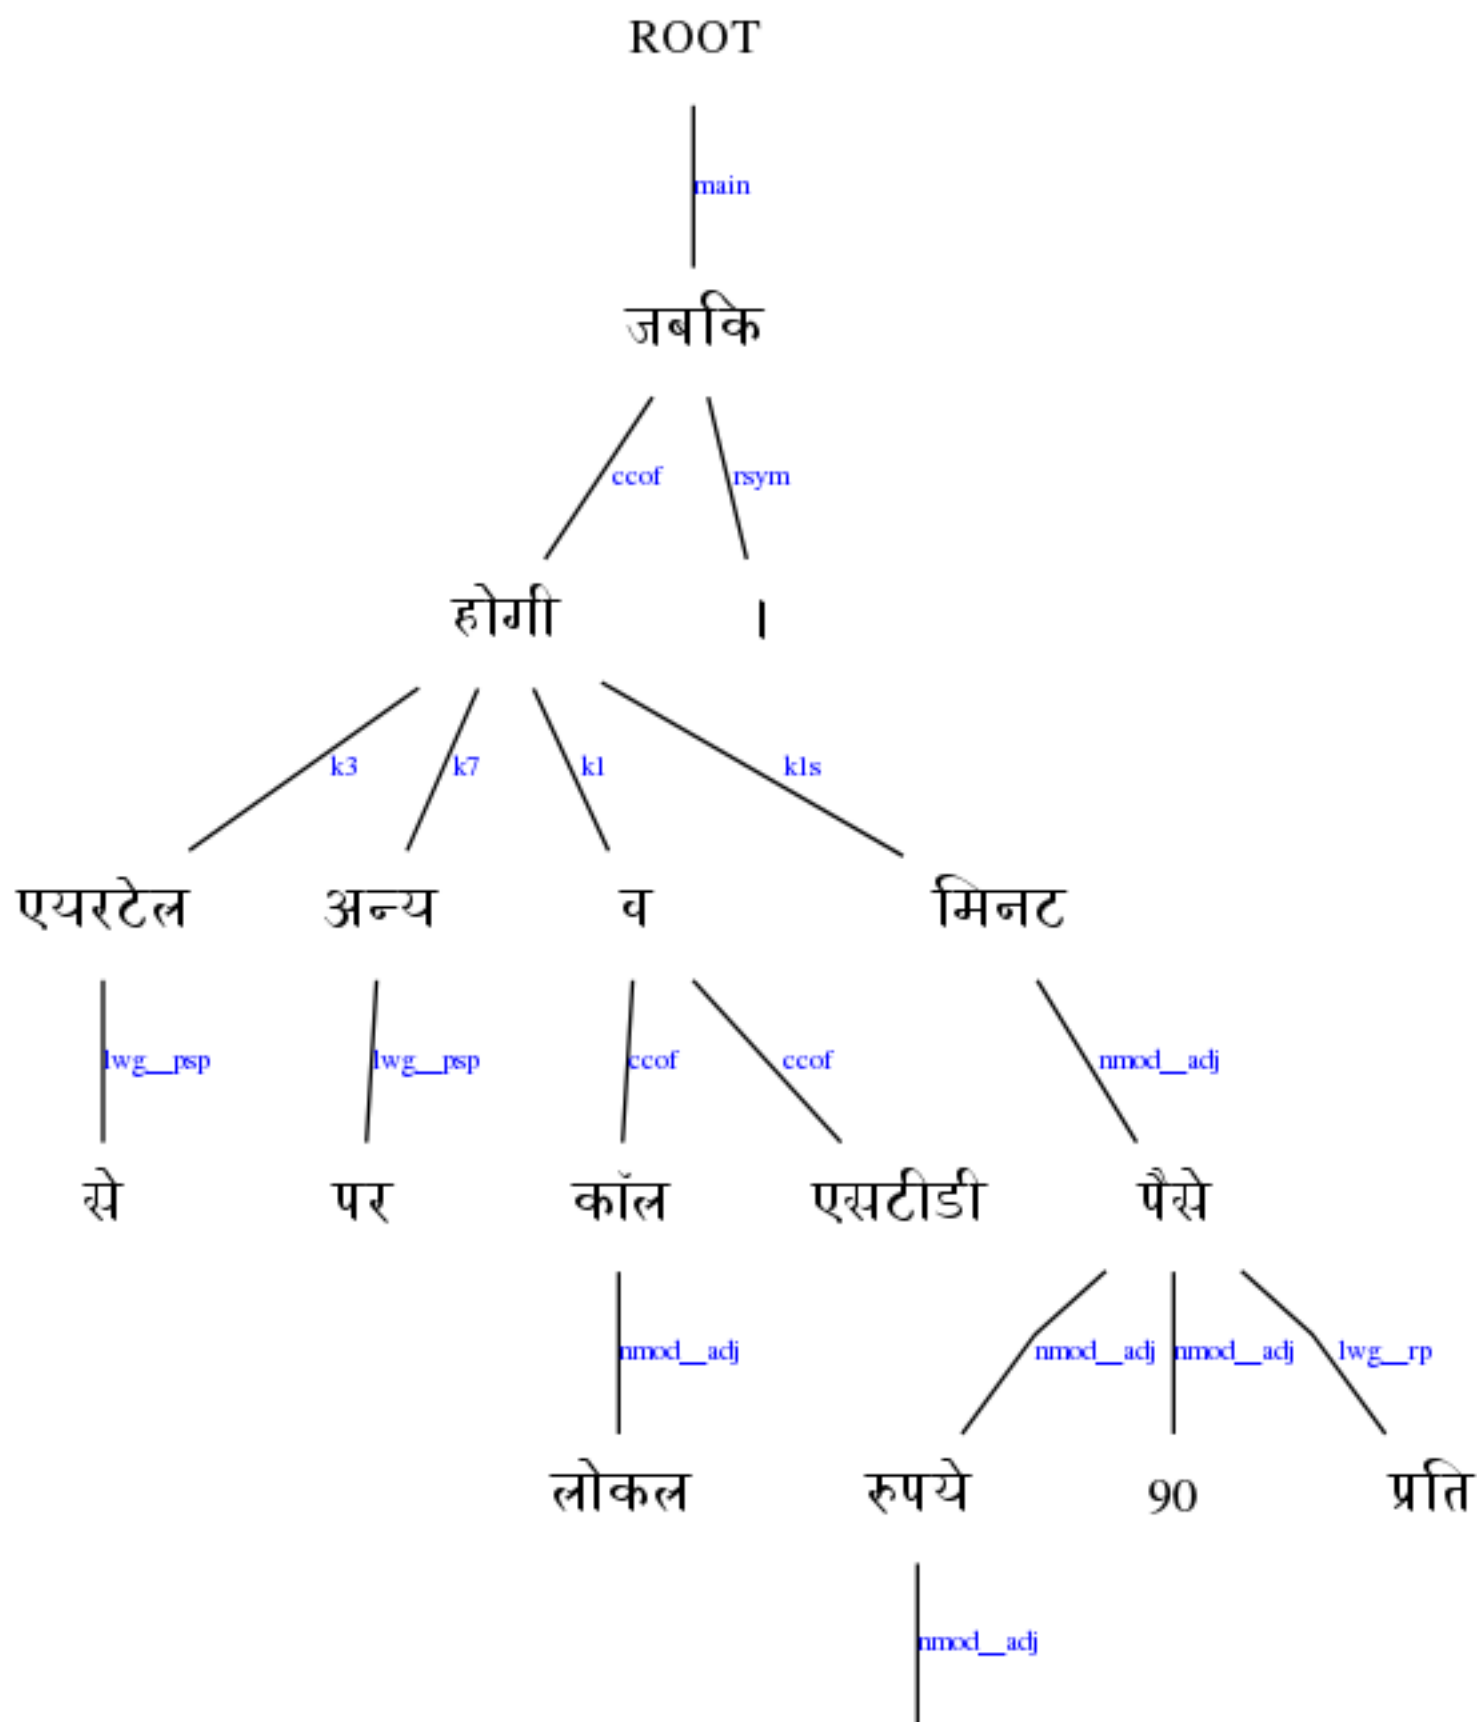 ROOT
main
जबकि
ccof rsym
होगी ।
k3 k7 k1 k1s
एयरटेल अन्य व मिनट
lwg__psp lwg__psp ccof ccof nmod__adj
से पर कॉल एसटीडी पैसे
nmod__adj nmod__adj nmod__adj lwg__rp
लोकल रुपये 90 प्रति
nmod__adj